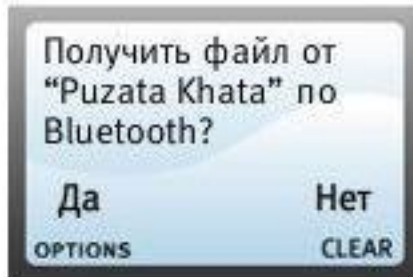 Получить файл от
“Puzata Khata” по
Bluetooth?
Да Нет
OPTIONS CLEAR